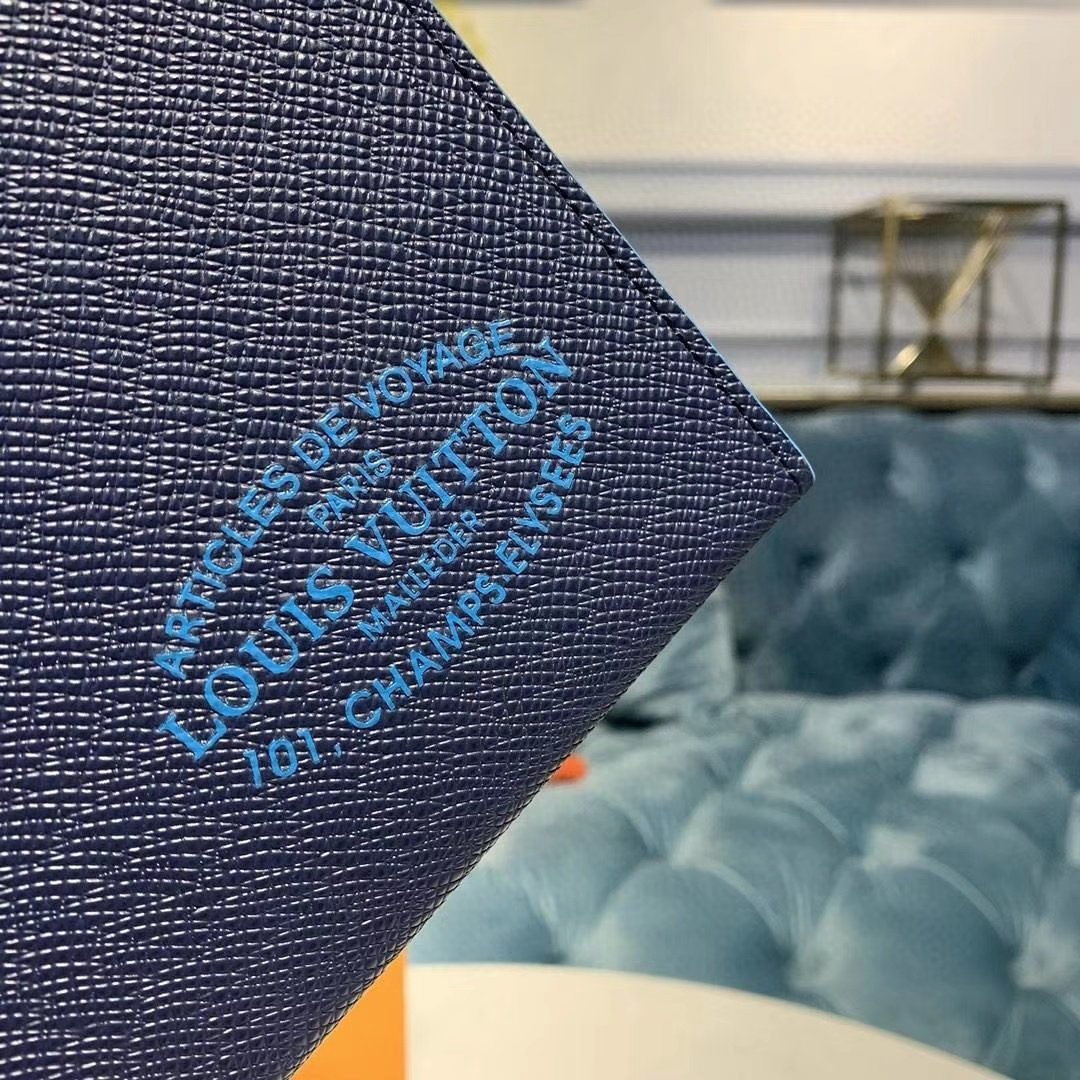 ARTICLES DE VOYAGE
PARIS
LOUIS VUITTON
MALLEDER
101, CHAMPS.ELYSEES